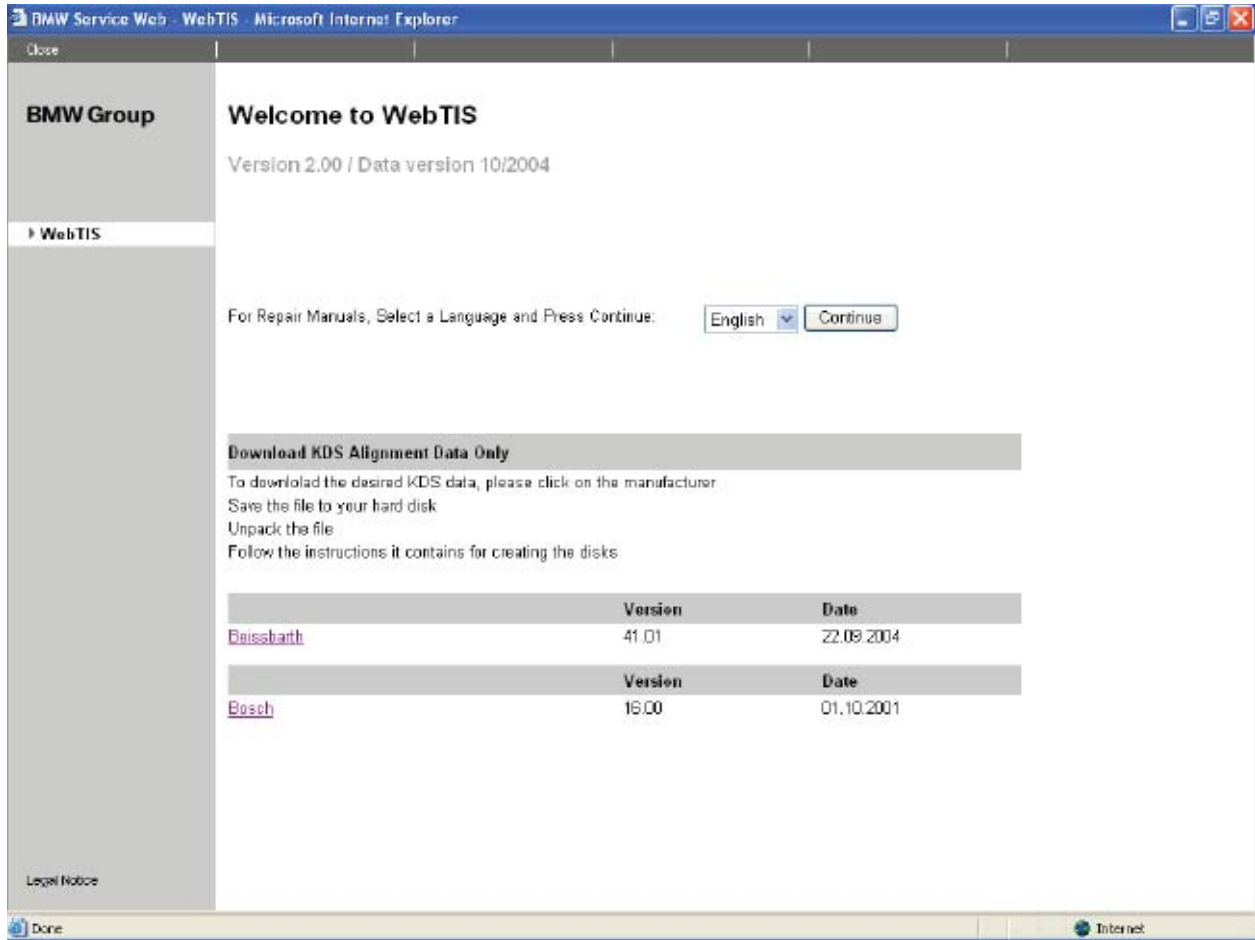 BMW Service Web - WebTIS - Microsoft Internet Explorer
Close
BMW Group
Welcome to WebTIS
Version 2.00 / Data version 10/2004
WebTIS
For Repair Manuals, Select a Language and Press Continue:
English
Continue
Download KDS Alignment Data Only
To downlolad the desired KDS data, please click on the manufacturer
Save the file to your hard disk
Unpack the file
Follow the instructions it contains for creating the disks
Version Date
Beissbarth 41.01 22.09.2004
Version Date
Bosch 16.00 01.10.2001
Legal Notice
Done Internet